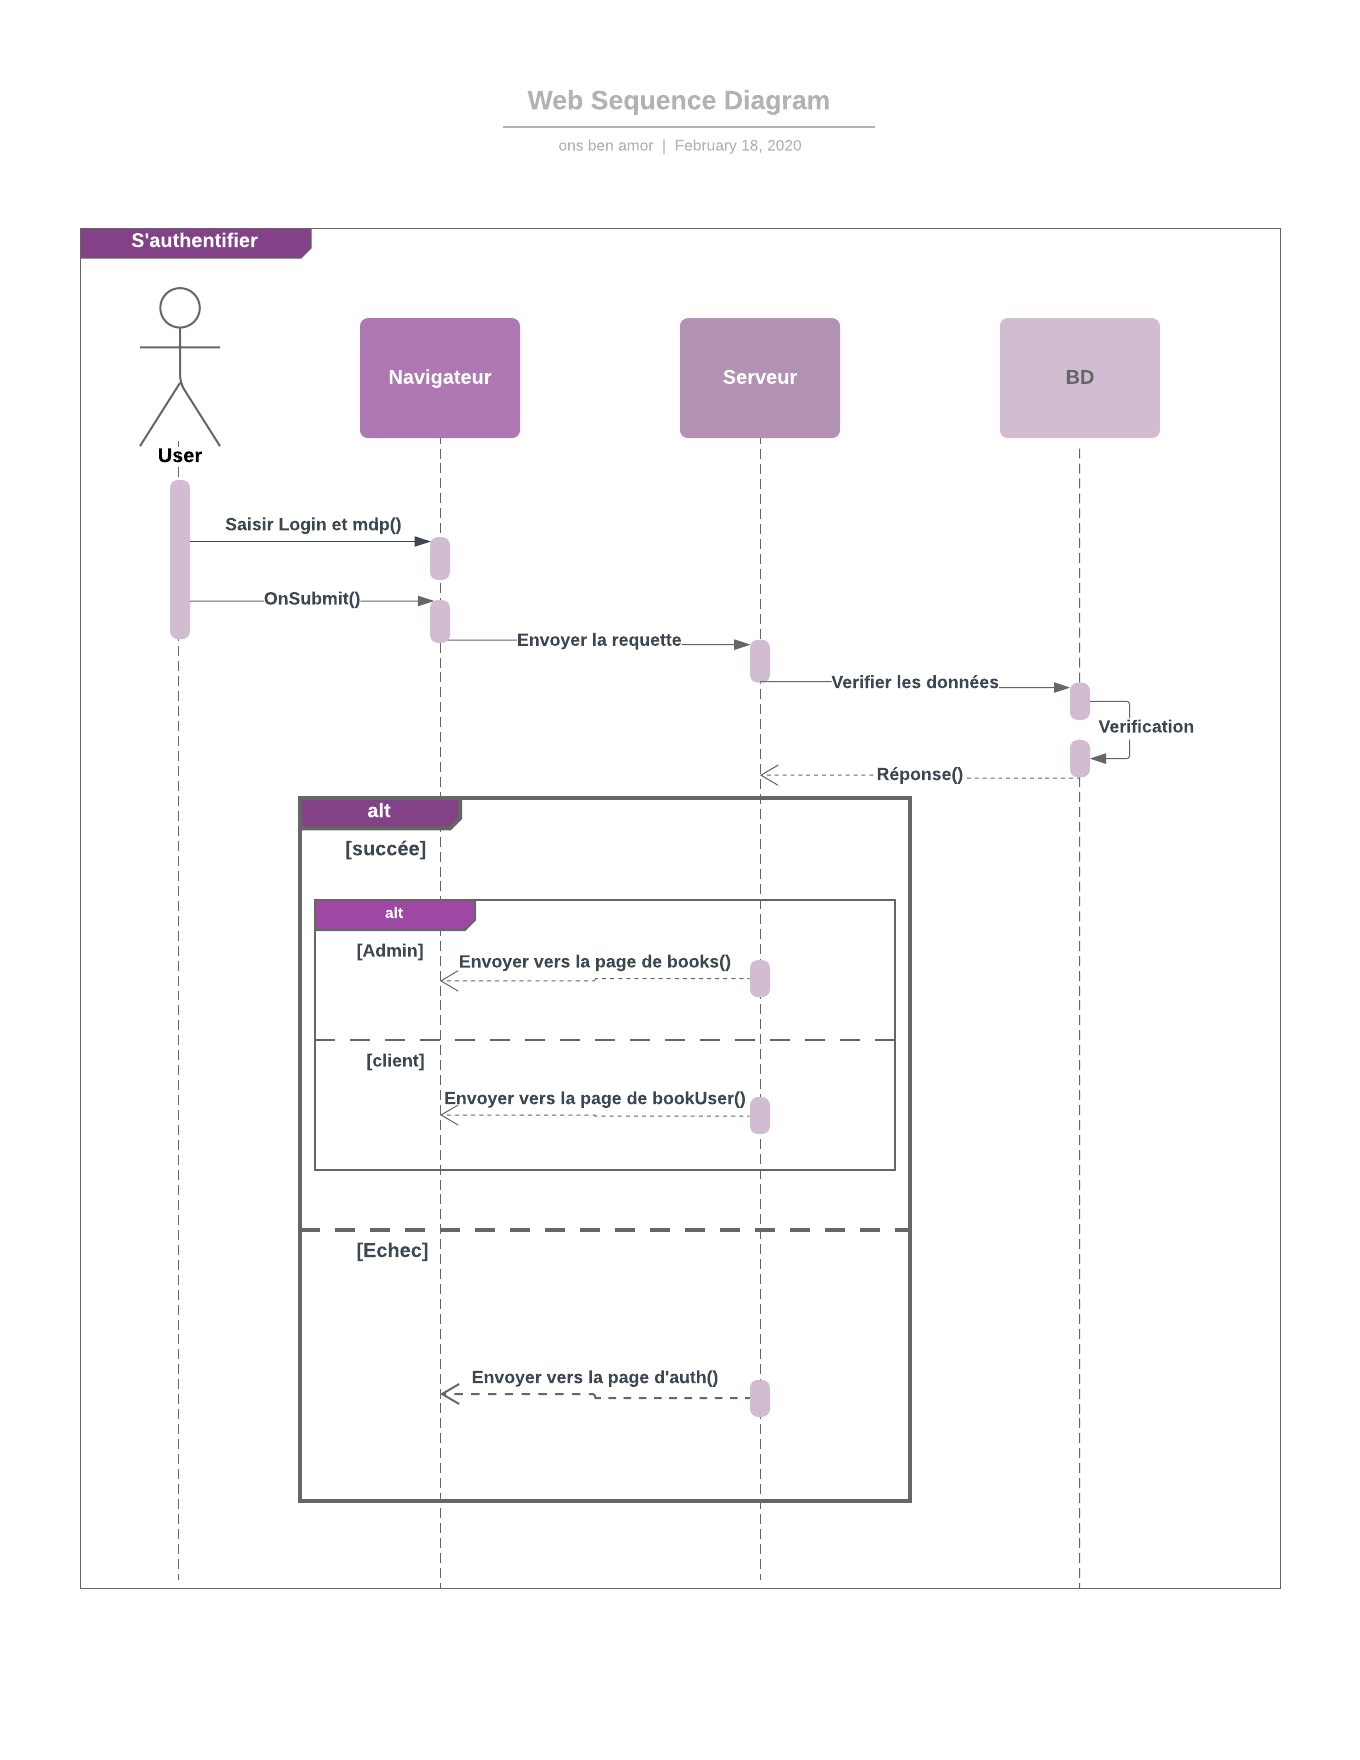 Web Sequence Diagram
ons ben amor | February 18, 2020
S'authentifier
User
Navigateur
Serveur
BD
Saisir Login et mdp()
OnSubmit()
Envoyer la requette
Verifier les données
Verification
Réponse()
alt
[succée]
alt
[Admin]
Envoyer vers la page de books()
[client]
Envoyer vers la page de bookUser()
[Echec]
Envoyer vers la page d'auth()